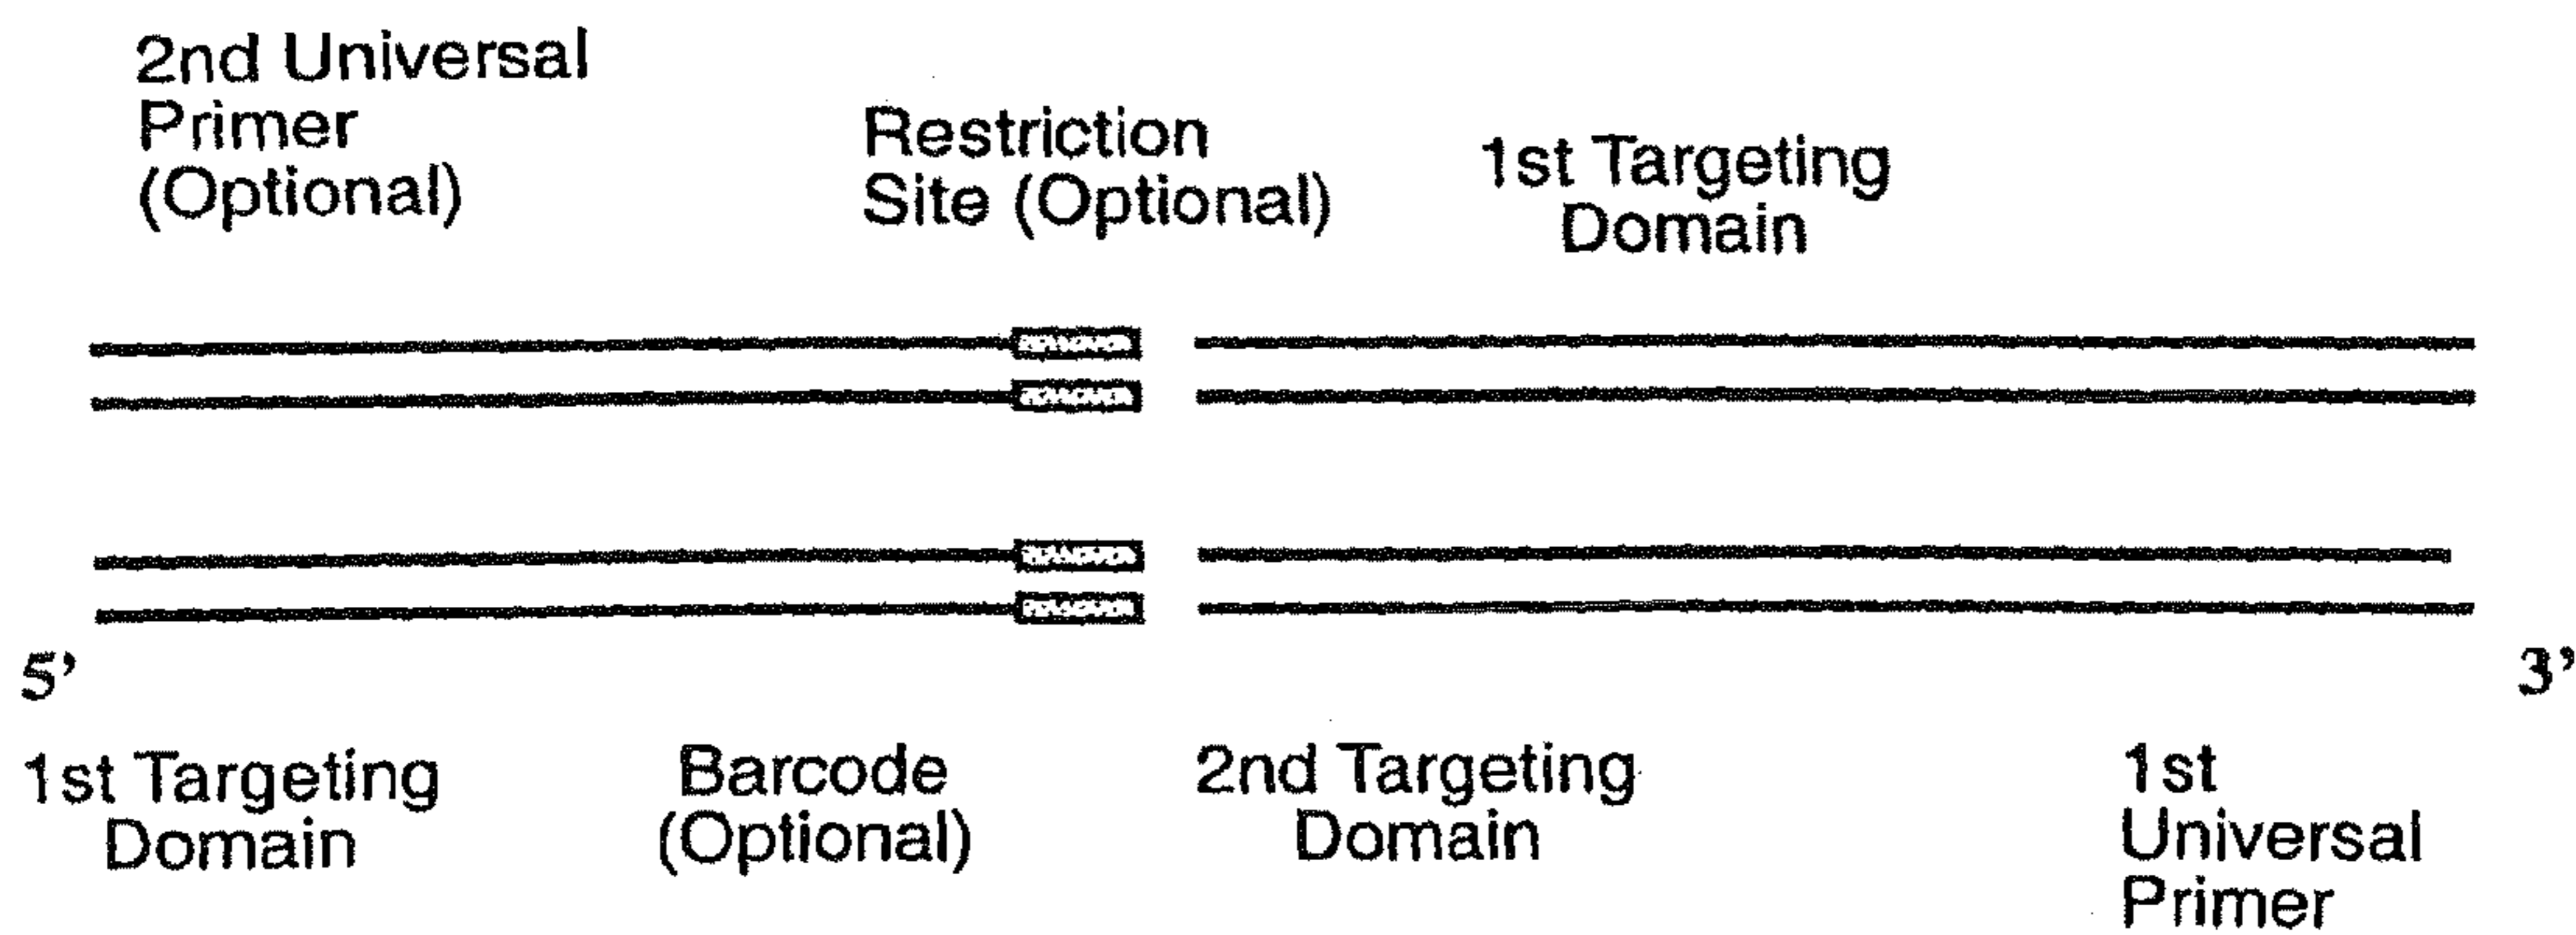 2nd Universal
Primer
(Optional)
Restriction
Site (Optional)
1st Targeting
Domain
5'
3'
1st Targeting
Domain
Barcode
(Optional)
2nd Targeting
Domain
1st
Universal
Primer